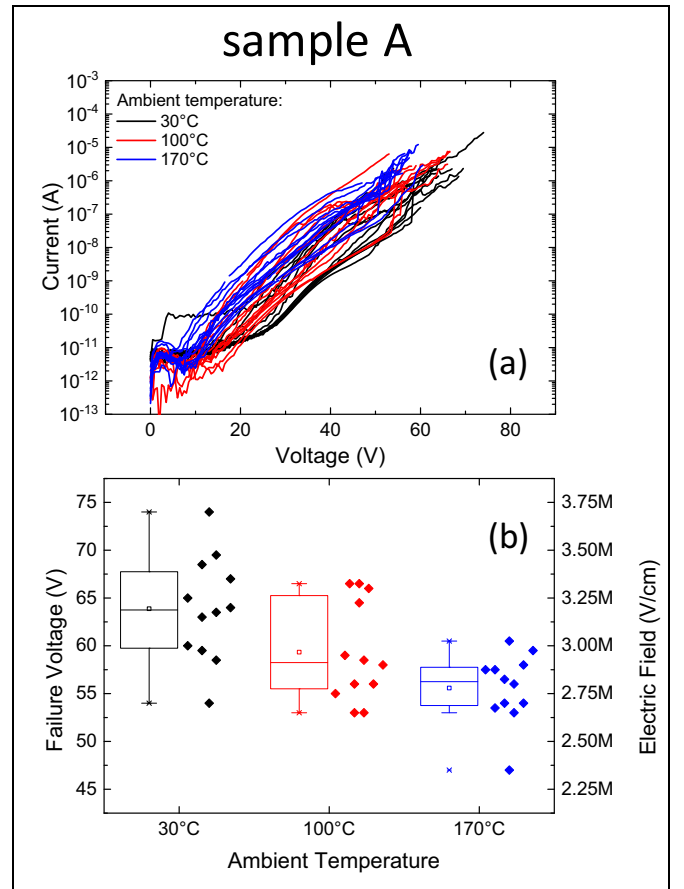 sample A
Ambient temperature:
30°C
100°C
170°C
10⁻³
10⁻⁴
10⁻⁵
10⁻⁶
10⁻⁷
10⁻⁸
10⁻⁹
10⁻¹⁰
10⁻¹¹
10⁻¹²
10⁻¹³
Current (A)
(a)
0 20 40 60 80
Voltage (V)
(b)
75
70
65
60
55
50
45
Failure Voltage (V)
3.75M
3.50M
3.25M
3.00M
2.75M
2.50M
2.25M
Electric Field (V/cm)
30°C 100°C 170°C
Ambient Temperature